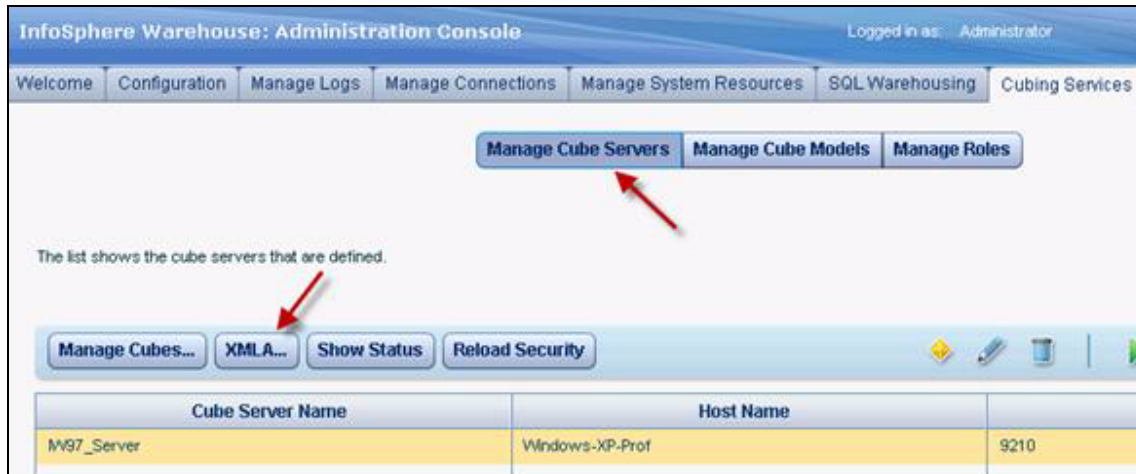 InfoSphere Warehouse: Administration Console Logged in as: Administrator
Welcome Configuration Manage Logs Manage Connections Manage System Resources SQL Warehousing Cubing Services
Manage Cube Servers Manage Cube Models Manage Roles
The list shows the cube servers that are defined.
Manage Cubes... XMLA... Show Status Reload Security
Cube Server Name Host Name
IW97_Server Windows-XP-Prof 9210